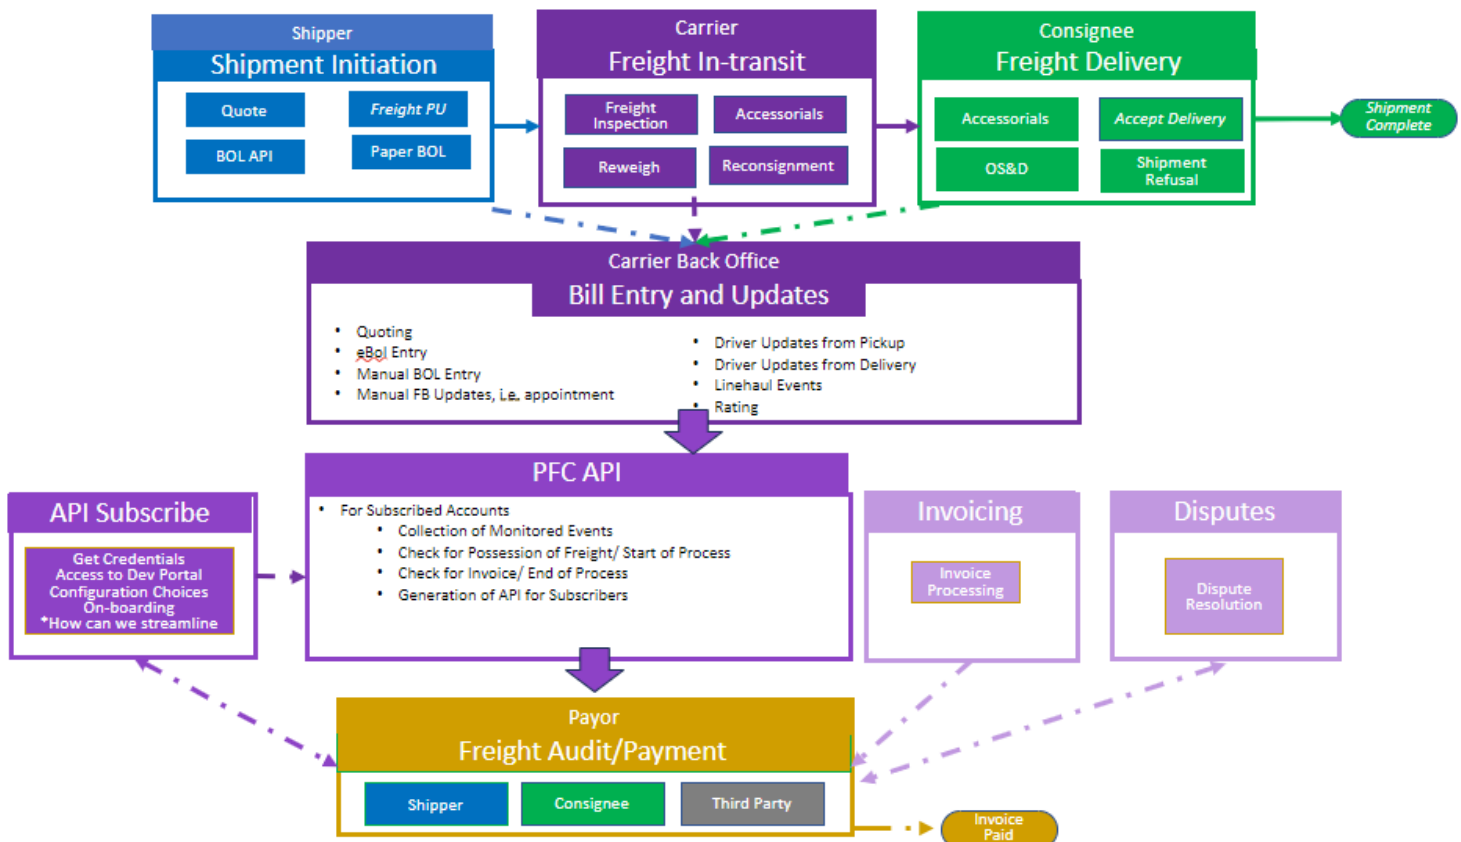 Shipper
Shipment Initiation
Quote
Freight PU
BOL API
Paper BOL
Carrier
Freight In-transit
Freight
Inspection
Accessorials
Reweigh
Reconsignment
Consignee
Freight Delivery
Accessorials
Accept Delivery
OS&D
Shipment
Refusal
Shipment
Complete
Carrier Back Office
Bill Entry and Updates
• Quoting
• eBol Entry
• Manual BOL Entry
• Manual FB Updates, i.e. appointment
• Driver Updates from Pickup
• Driver Updates from Delivery
• Linehaul Events
• Rating
API Subscribe
Get Credentials
Access to Dev Portal
Configuration Choices
On-boarding
*How can we streamline
PFC API
• For Subscribed Accounts
• Collection of Monitored Events
• Check for Possession of Freight/ Start of Process
• Check for Invoice/ End of Process
• Generation of API for Subscribers
Invoicing
Invoice
Processing
Disputes
Dispute
Resolution
Payor
Freight Audit/Payment
Shipper
Consignee
Third Party
Invoice
Paid